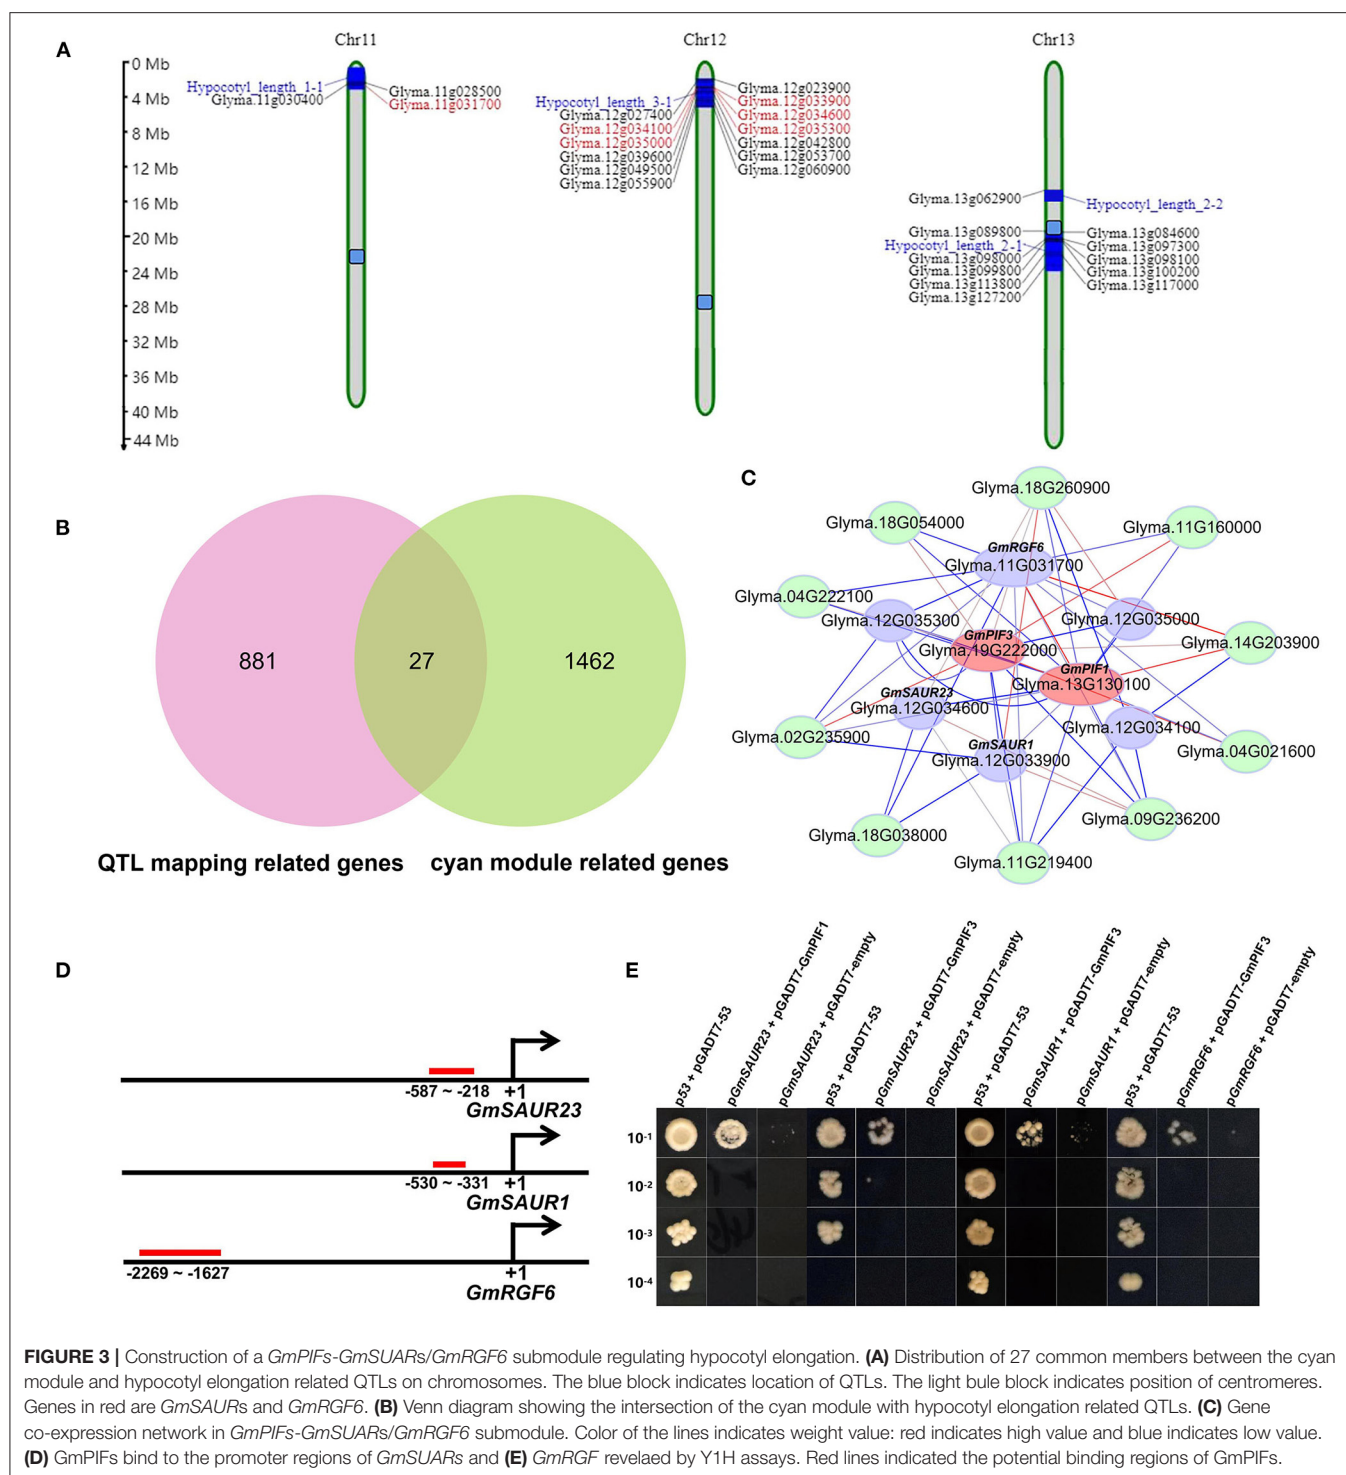 A
Chr11
Chr12
Chr13
0 Mb
4 Mb
8 Mb
12 Mb
16 Mb
20 Mb
24 Mb
28 Mb
32 Mb
36 Mb
40 Mb
44 Mb
Hypocotyl_length_1-1
Glyma.11g030400
Glyma.11g028500
Glyma.11g031700
Hypocotyl_length_3-1
Glyma.12g027400
Glyma.12g034100
Glyma.12g035000
Glyma.12g039600
Glyma.12g049500
Glyma.12g055900
Glyma.12g023900
Glyma.12g033900
Glyma.12g034600
Glyma.12g035300
Glyma.12g042800
Glyma.12g053700
Glyma.12g060900
Glyma.13g062900
Glyma.13g089800
Hypocotyl_length_2-1
Glyma.13g098000
Glyma.13g099800
Glyma.13g113800
Glyma.13g127200
Hypocotyl_length_2-2
Glyma.13g084600
Glyma.13g097300
Glyma.13g098100
Glyma.13g100200
Glyma.13g117000
B
881
27
1462
QTL mapping related genes
cyan module related genes
C
Glyma.18G260900
Glyma.18G054000
Glyma.11G160000
GmRGF6
Glyma.11G031700
Glyma.04G222100
Glyma.12G035300
Glyma.12G035000
GmPIF3
Glyma.19G222000
Glyma.14G203900
GmPIF1
Glyma.13G130100
GmSAUR23
Glyma.12G034600
Glyma.12G034100
Glyma.02G235900
GmSAUR1
Glyma.12G033900
Glyma.04G021600
Glyma.09G236200
Glyma.18G038000
Glyma.11G219400
D
-587 ~ -218
+1
GmSAUR23
-530 ~ -331
+1
GmSAUR1
-2269 ~ -1627
+1
GmRGF6
E
p53 + pGADT7-53
pGmSAUR23 + pGADT7-GmPIF1
pGmSAUR23 + pGADT7-empty
p53 + pGADT7-53
pGmSAUR23 + pGADT7-GmPIF3
pGmSAUR23 + pGADT7-empty
p53 + pGADT7-53
pGmSAUR1 + pGADT7-GmPIF3
pGmSAUR1 + pGADT7-empty
p53 + pGADT7-53
pGmRGF6 + pGADT7-GmPIF3
pGmRGF6 + pGADT7-empty
10-1
10-2
10-3
10-4
FIGURE 3 | Construction of a GmPIFs-GmSUARs/GmRGF6 submodule regulating hypocotyl elongation. (A) Distribution of 27 common members between the cyan
module and hypocotyl elongation related QTLs on chromosomes. The blue block indicates location of QTLs. The light bule block indicates position of centromeres.
Genes in red are GmSAURs and GmRGF6. (B) Venn diagram showing the intersection of the cyan module with hypocotyl elongation related QTLs. (C) Gene
co-expression network in GmPIFs-GmSUARs/GmRGF6 submodule. Color of the lines indicates weight value: red indicates high value and blue indicates low value.
(D) GmPIFs bind to the promoter regions of GmSUARs and (E) GmRGF revelaed by Y1H assays. Red lines indicated the potential binding regions of GmPIFs.